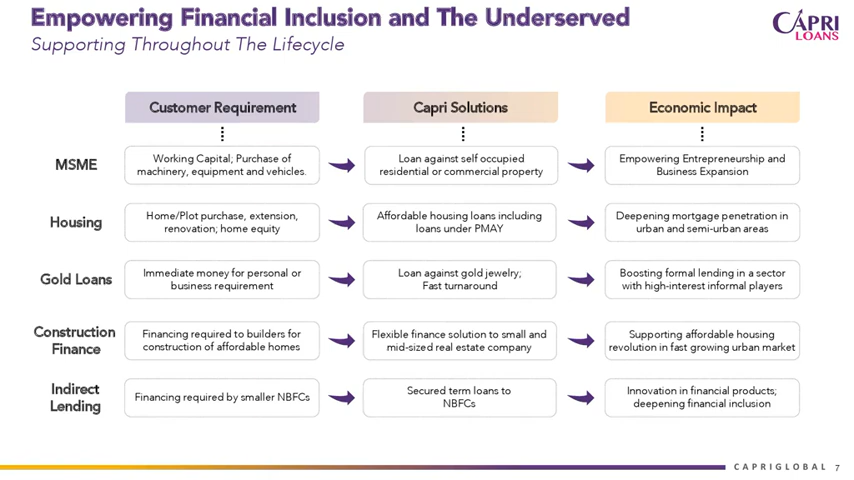 Empowering Financial Inclusion and The Underserved
Supporting Throughout The Lifecycle
CAPRI
LOANS
Customer Requirement
Capri Solutions
Economic Impact
MSME
Working Capital; Purchase of
machinery, equipment and vehicles.
Loan against self occupied
residential or commercial property
Empowering Entrepreneurship and
Business Expansion
Housing
Home/Plot purchase, extension,
renovation; home equity
Affordable housing loans including
loans under PMAY
Deepening mortgage penetration in
urban and semi-urban areas
Gold Loans
Immediate money for personal or
business requirement
Loan against gold jewelry;
Fast turnaround
Boosting formal lending in a sector
with high-interest informal players
Construction
Finance
Financing required to builders for
construction of affordable homes
Flexible finance solution to small and
mid-sized real estate company
Supporting affordable housing
revolution in fast growing urban market
Indirect
Lending
Financing required by smaller NBFCs
Secured term loans to
NBFCs
Innovation in financial products;
deepening financial inclusion
CAPRIGLOBAL 7